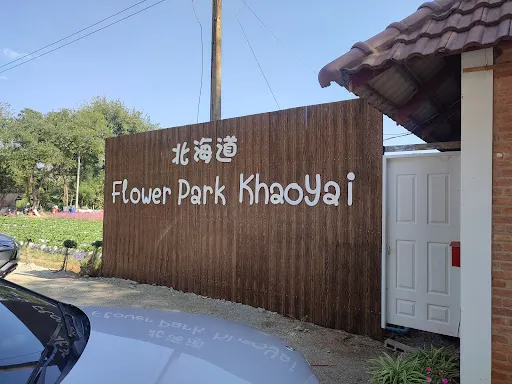 北海道
Flower Park Khaoyai